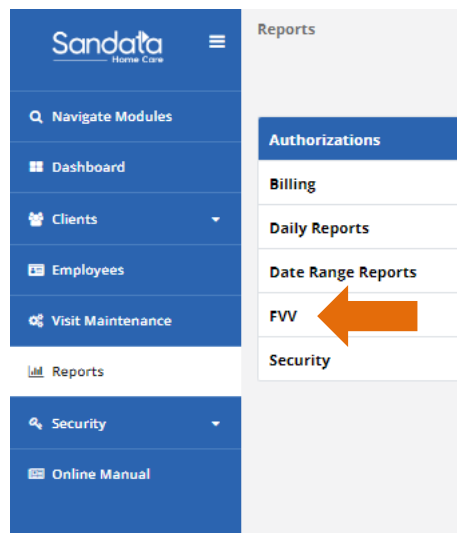 Sandata
Home Care
Reports
Navigate Modules
Dashboard
Clients
Employees
Visit Maintenance
Reports
Security
Online Manual
Authorizations
Billing
Daily Reports
Date Range Reports
FVV
Security